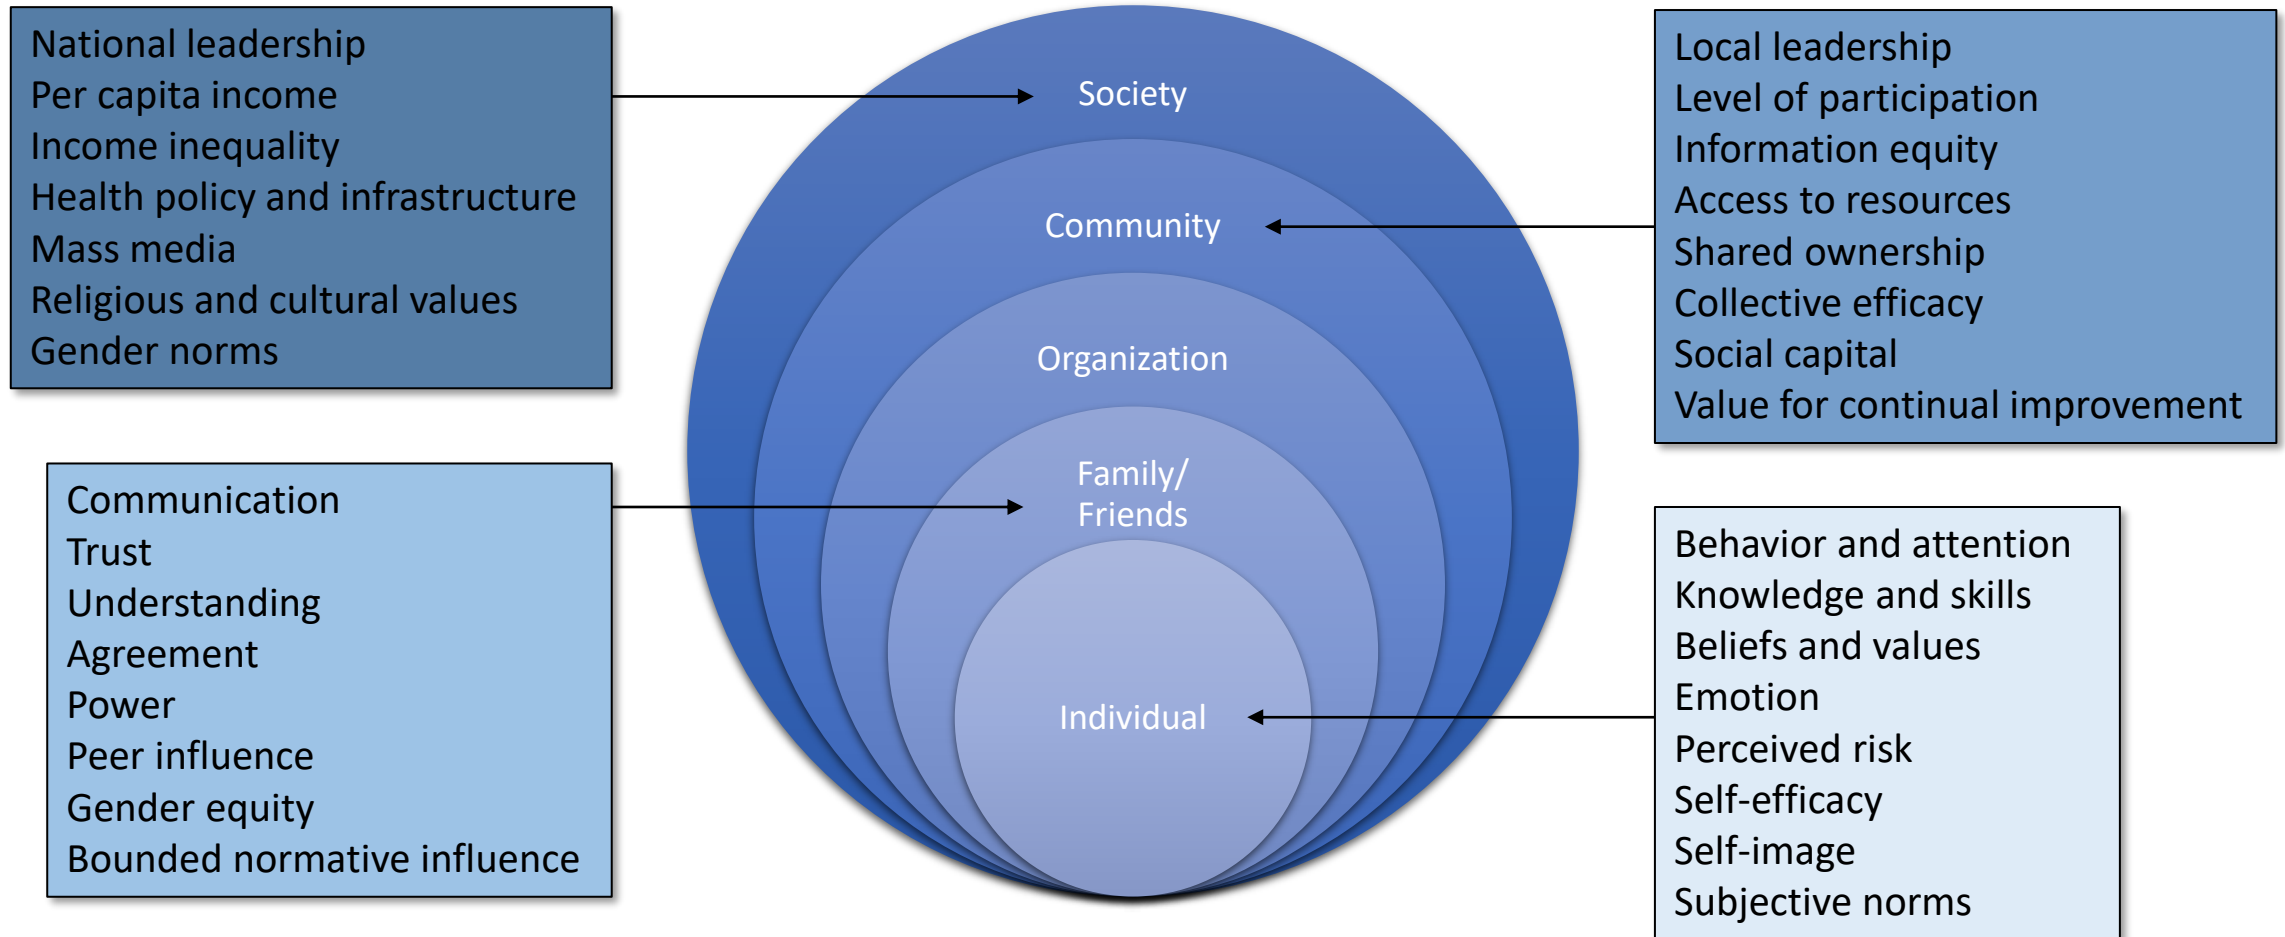 National leadership
Per capita income
Income inequality
Health policy and infrastructure
Mass media
Religious and cultural values
Gender norms
Communication
Trust
Understanding
Agreement
Power
Peer influence
Gender equity
Bounded normative influence
Society
Community
Organization
Family/
Friends
Individual
Local leadership
Level of participation
Information equity
Access to resources
Shared ownership
Collective efficacy
Social capital
Value for continual improvement
Behavior and attention
Knowledge and skills
Beliefs and values
Emotion
Perceived risk
Self-efficacy
Self-image
Subjective norms